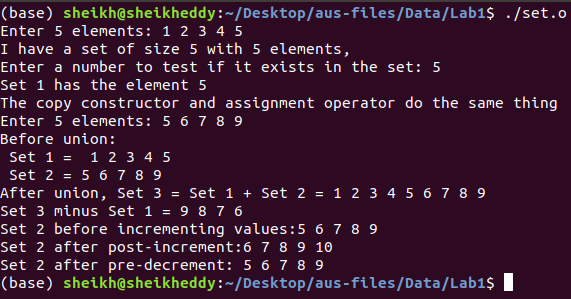 (base) sheikh@sheikheddy:~/Desktop/aus-files/Data/Lab1$ ./set.o
Enter 5 elements: 1 2 3 4 5
I have a set of size 5 with 5 elements,
Enter a number to test if it exists in the set: 5
Set 1 has the element 5
The copy constructor and assignment operator do the same thing
Enter 5 elements: 5 6 7 8 9
Before union:
 Set 1 =  1 2 3 4 5
 Set 2 = 5 6 7 8 9
After union, Set 3 = Set 1 + Set 2 = 1 2 3 4 5 6 7 8 9
Set 3 minus Set 1 = 9 8 7 6
Set 2 before incrementing values:5 6 7 8 9
Set 2 after post-increment:6 7 8 9 10
Set 2 after pre-decrement: 5 6 7 8 9
(base) sheikh@sheikheddy:~/Desktop/aus-files/Data/Lab1$